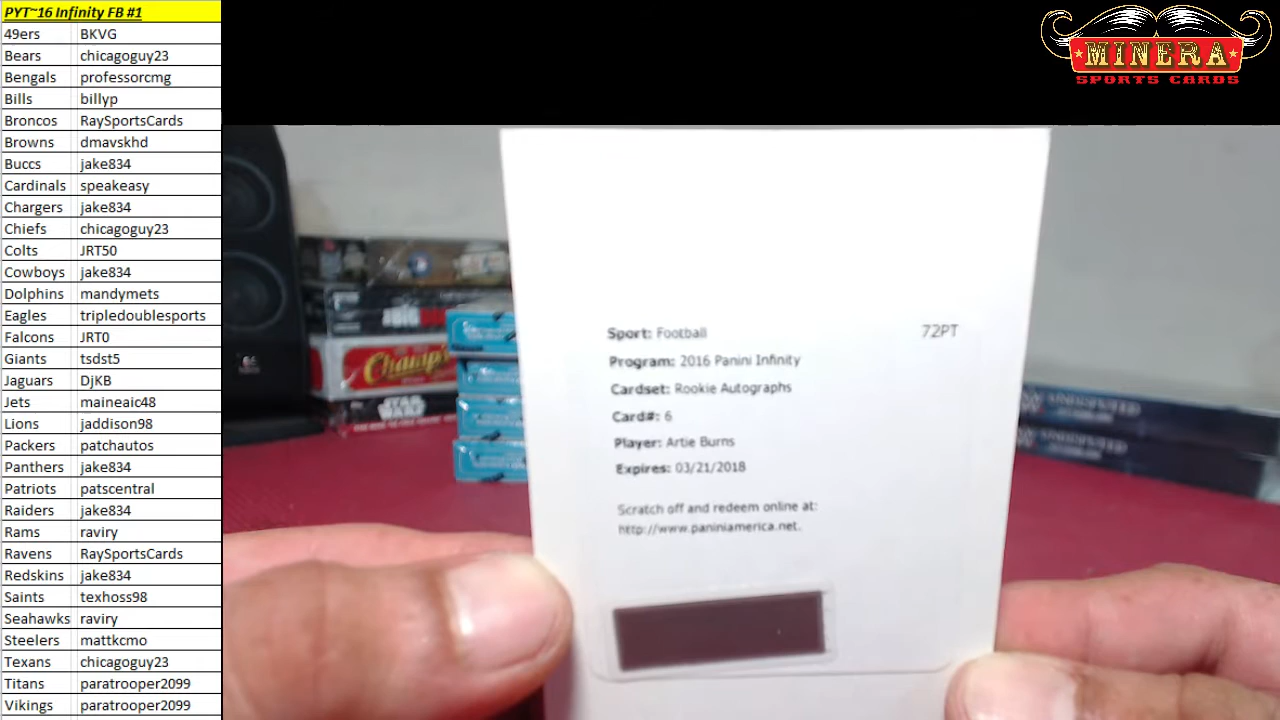 PYT~16 Infinity FB #1
49ers BKVG
Bears chicagoguy23
Bengals professorcmg
Bills billyp
Broncos RaySportsCards
Browns dmavskhd
Buccs jake834
Cardinals speakeasy
Chargers jake834
Chiefs chicagoguy23
Colts JRT50
Cowboys jake834
Dolphins mandymets
Eagles tripledoublesports
Falcons JRT0
Giants tsdst5
Jaguars DjKB
Jets maineaic48
Lions jaddison98
Packers patchautos
Panthers jake834
Patriots patscentral
Raiders jake834
Rams raviry
Ravens RaySportsCards
Redskins jake834
Saints texhoss98
Seahawks raviry
Steelers mattkcmo
Texans chicagoguy23
Titans paratrooper2099
Vikings paratrooper2099
MINERA
SPORTS CARDS
Sport: Football 72PT
Program: 2016 Panini Infinity
Cardset: Rookie Autographs
Card#: 6
Player: Artie Burns
Expires: 03/21/2018
Scratch off and redeem online at:
http://www.paniniamerica.net.
STAR